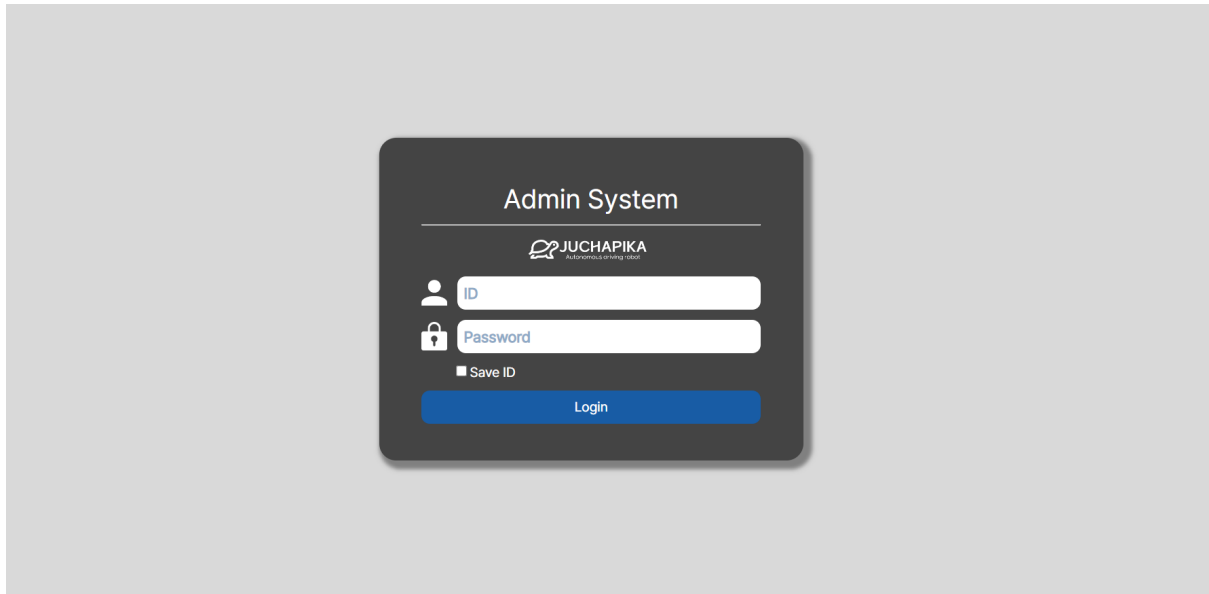 Admin System
JUCHAPIKA
Autonomous driving robot
ID
Password
Save ID
Login